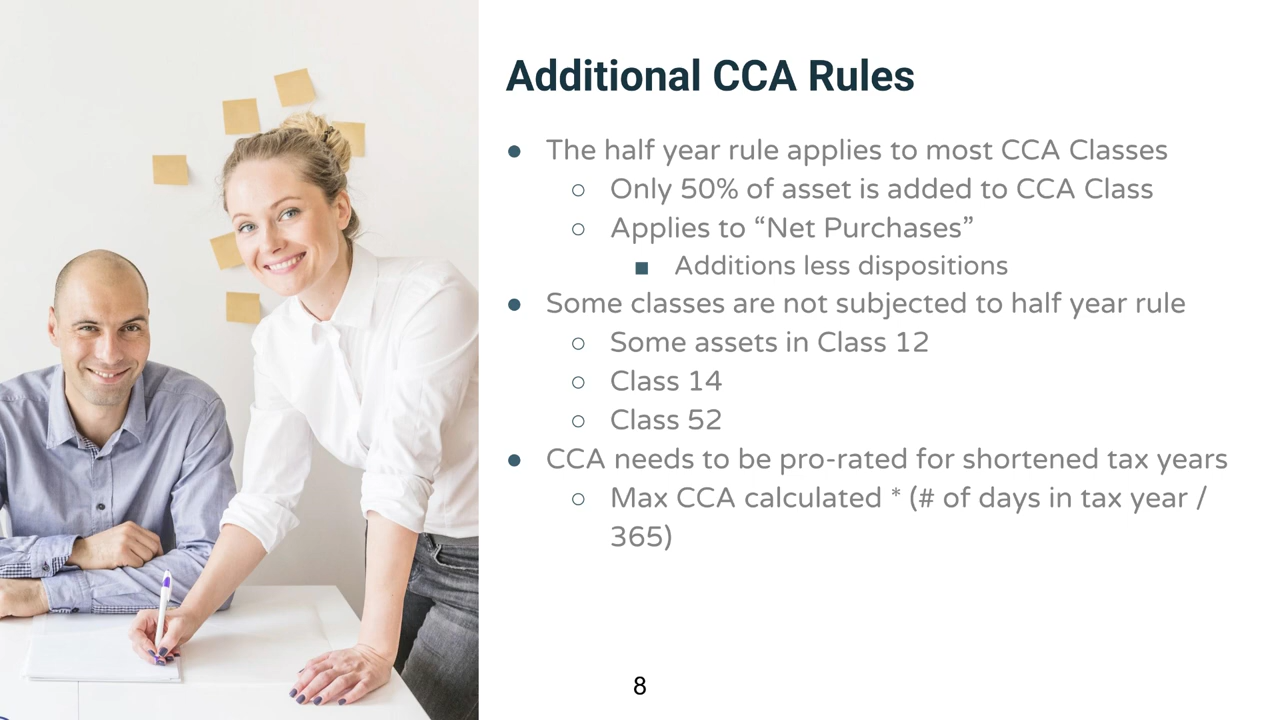 Additional CCA Rules
● The half year rule applies to most CCA Classes
○ Only 50% of asset is added to CCA Class
○ Applies to “Net Purchases”
■ Additions less dispositions
● Some classes are not subjected to half year rule
○ Some assets in Class 12
○ Class 14
○ Class 52
● CCA needs to be pro-rated for shortened tax years
○ Max CCA calculated * (# of days in tax year /
365)
8